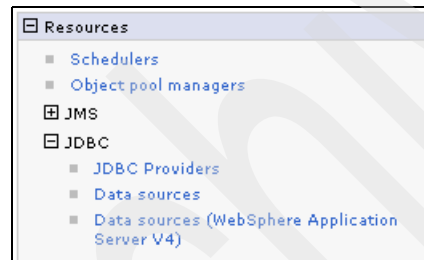 Resources
Schedulers
Object pool managers
JMS
JDBC
JDBC Providers
Data sources
Data sources (WebSphere Application
Server V4)